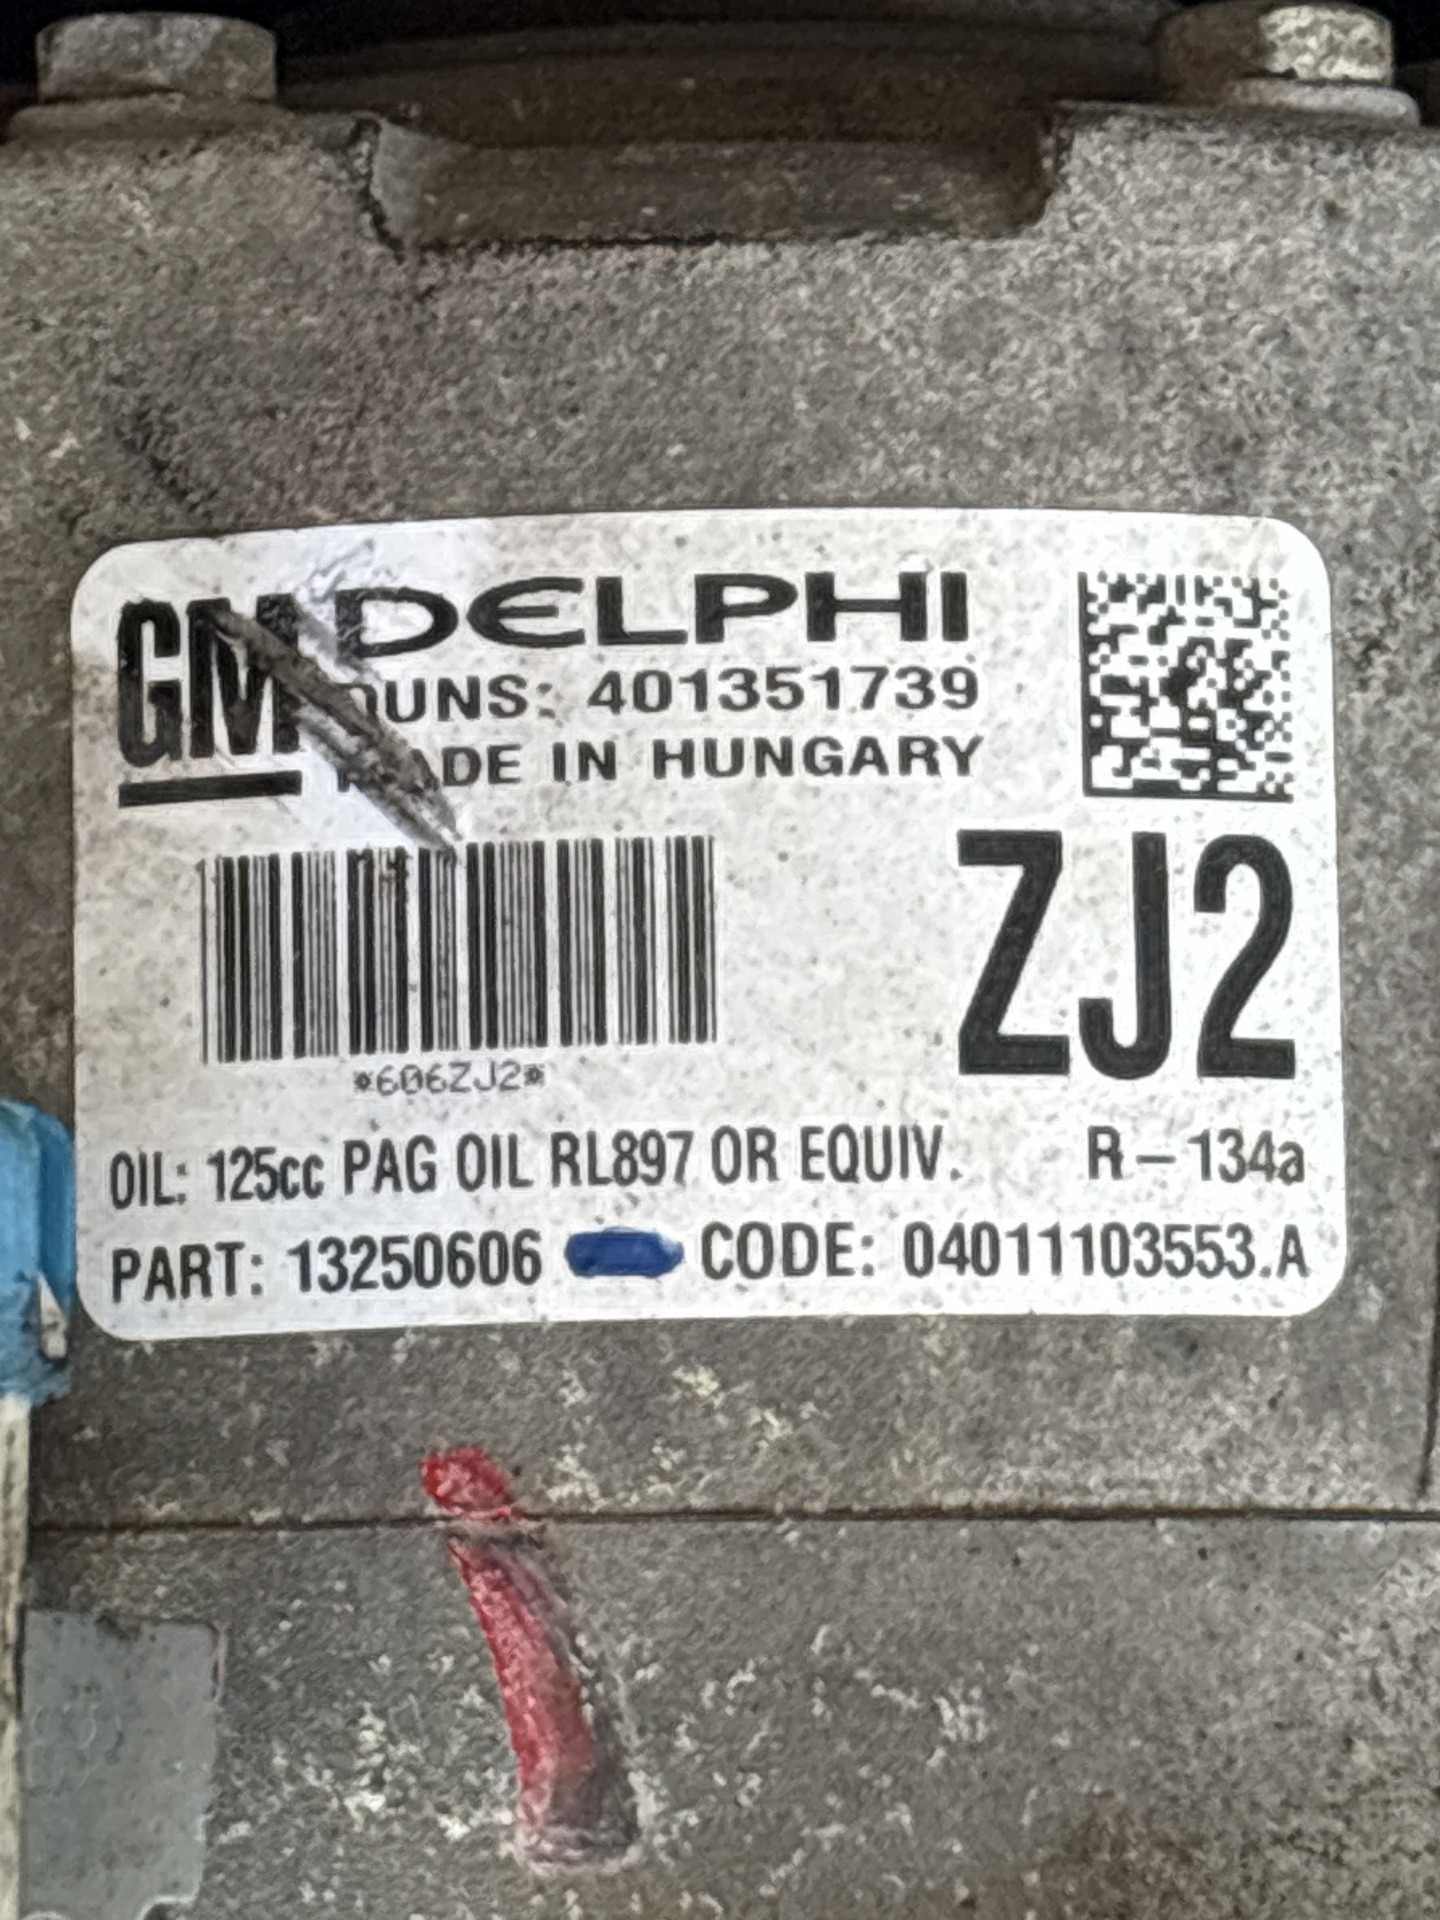 GM DELPHI
DUNS: 401351739
MADE IN HUNGARY
ZJ2
*606ZJ2*
OIL: 125cc PAG OIL RL897 OR EQUIV. R-134a
PART: 13250606 CODE: 04011103553.A